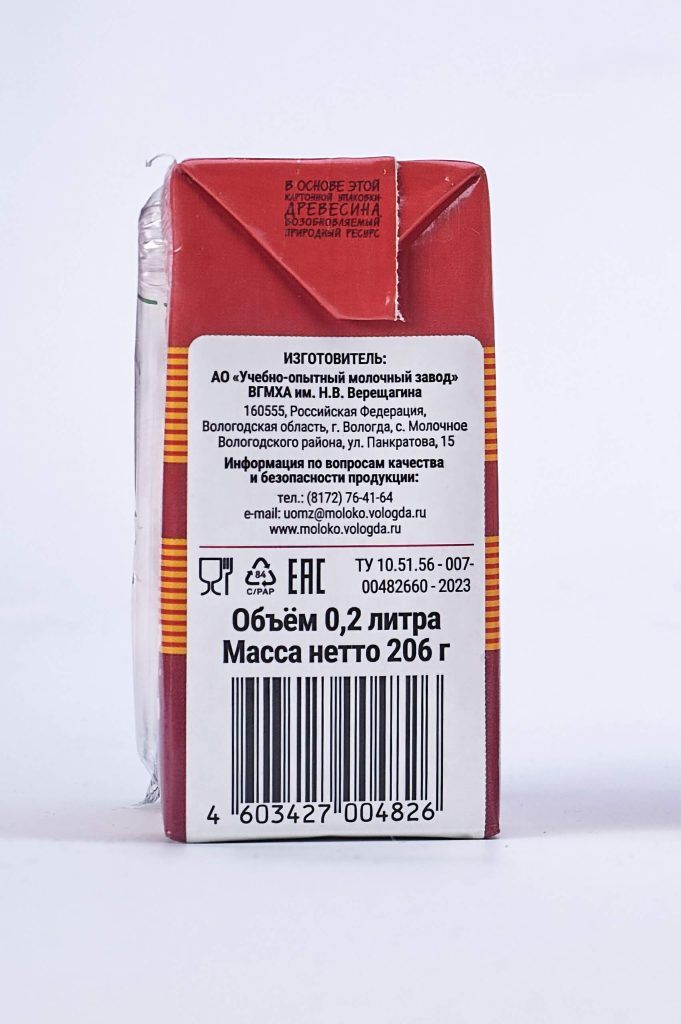 В ОСНОВЕ ЭТОЙ
КАРТОННОЙ УПАКОВКИ-
ДРЕВЕСИНА,
ВОЗОБНОВЛЯЕМЫЙ
ПРИРОДНЫЙ РЕСУРС
ИЗГОТОВИТЕЛЬ:
АО «Учебно-опытный молочный завод»
ВГМХА им. Н.В. Верещагина
160555, Российская Федерация,
Вологодская область, г. Вологда, с. Молочное
Вологодского района, ул. Панкратова, 15
Информация по вопросам качества
и безопасности продукции:
тел.: (8172) 76-41-64
e-mail: uomz@moloko.vologda.ru
www.moloko.vologda.ru
84
C/PAP
EAC
ТУ 10.51.56 - 007-
00482660 - 2023
Объём 0,2 литра
Масса нетто 206 г
4 603427 004826